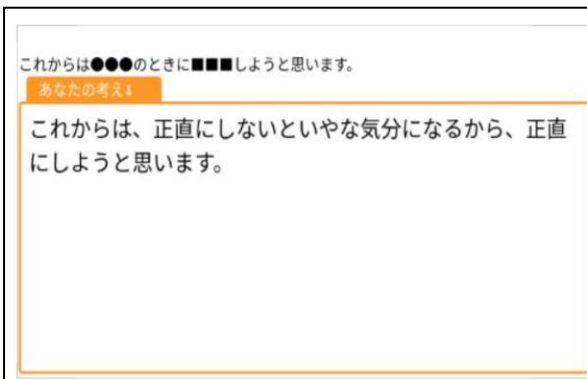 これからは●●●のときに■■■しようと思います。
あなたの考え↓
これからは、正直にしないといやな気分になるから、正直
にしようと思います。